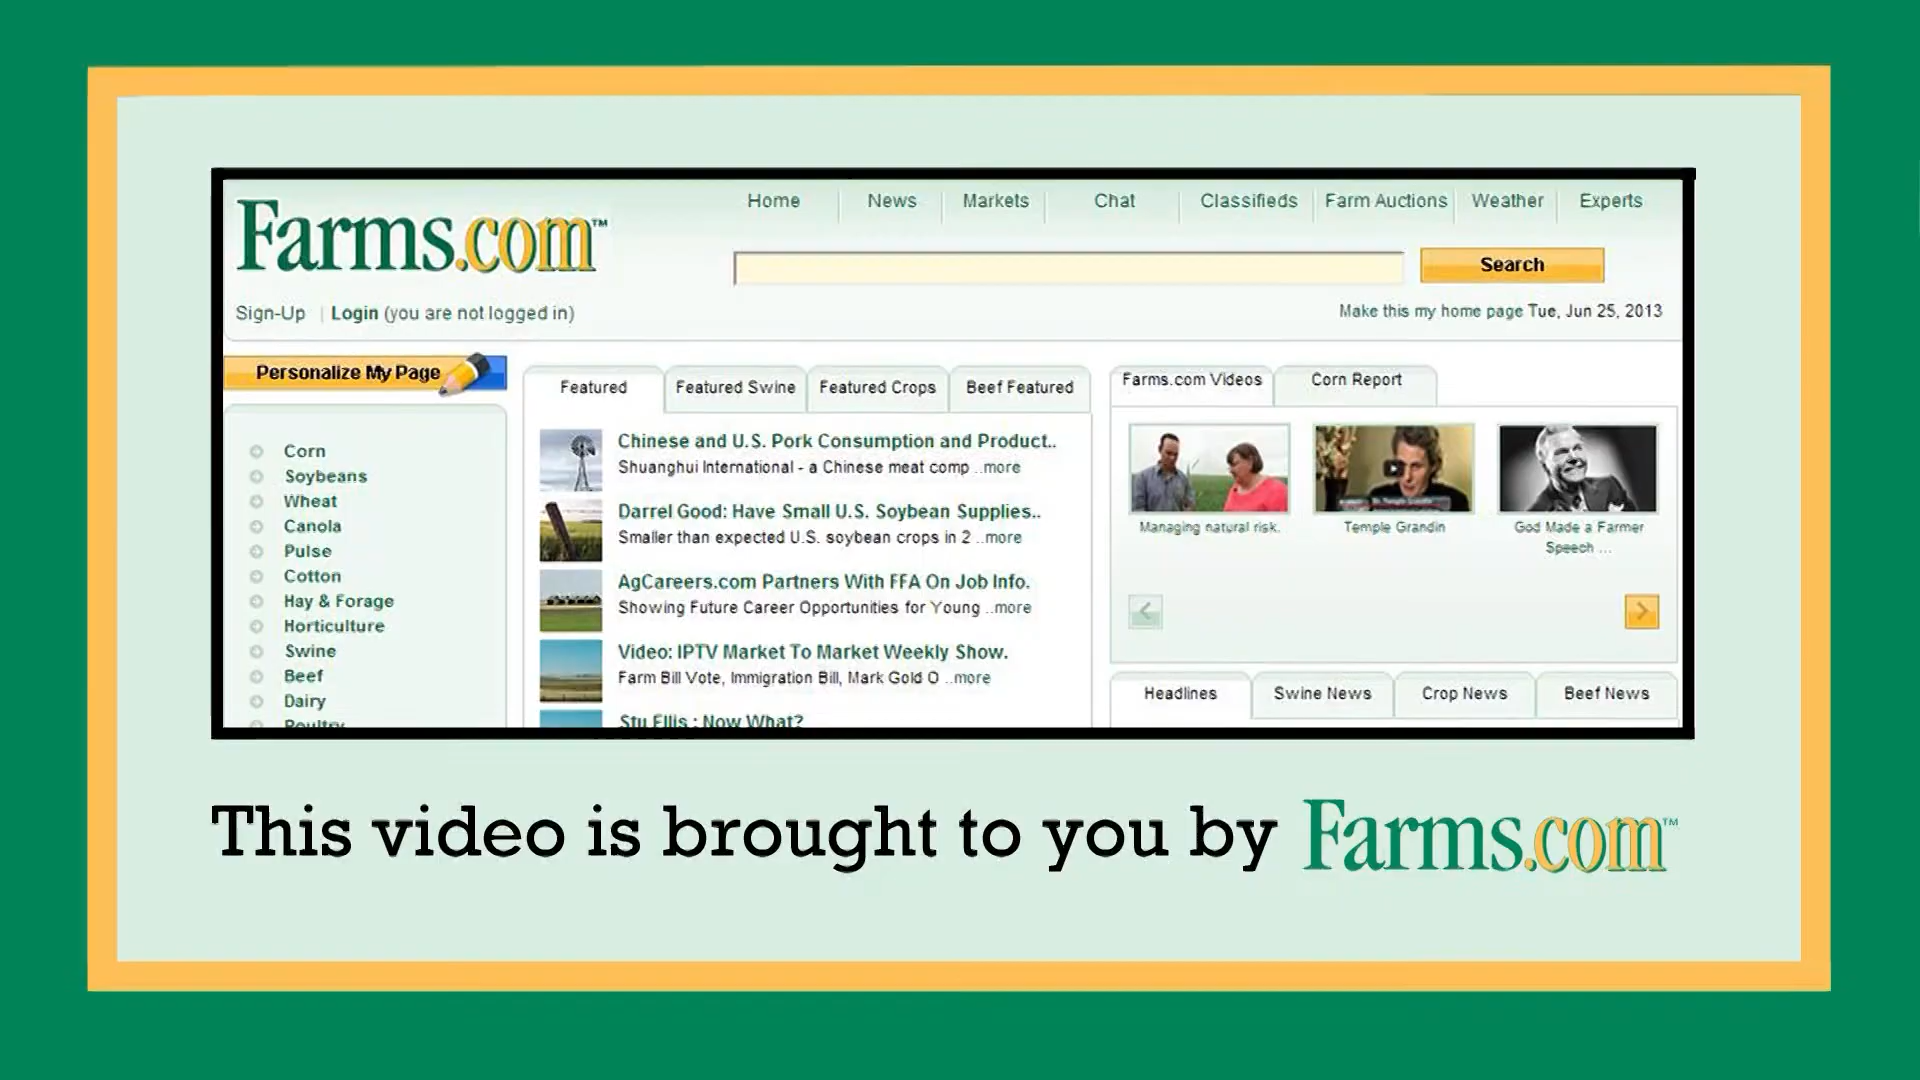 Farms.com™
Home
News
Markets
Chat
Classifieds
Farm Auctions
Weather
Experts
Search
Sign-Up | Login (you are not logged in)
Make this my home page Tue, Jun 25, 2013
Personalize My Page
Corn
Soybeans
Wheat
Canola
Pulse
Cotton
Hay & Forage
Horticulture
Swine
Beef
Dairy
Poultry
Featured
Featured Swine
Featured Crops
Beef Featured
Chinese and U.S. Pork Consumption and Product..
Shuanghui International - a Chinese meat comp ..more
Darrel Good: Have Small U.S. Soybean Supplies..
Smaller than expected U.S. soybean crops in 2 ..more
AgCareers.com Partners With FFA On Job Info.
Showing Future Career Opportunities for Young ..more
Video: IPTV Market To Market Weekly Show.
Farm Bill Vote, Immigration Bill, Mark Gold O ..more
Stu Ellis : Now What?
Farms.com Videos
Corn Report
Managing natural risk.
Temple Grandin
God Made a Farmer
Speech ...
Headlines
Swine News
Crop News
Beef News
This video is brought to you by Farms.com™